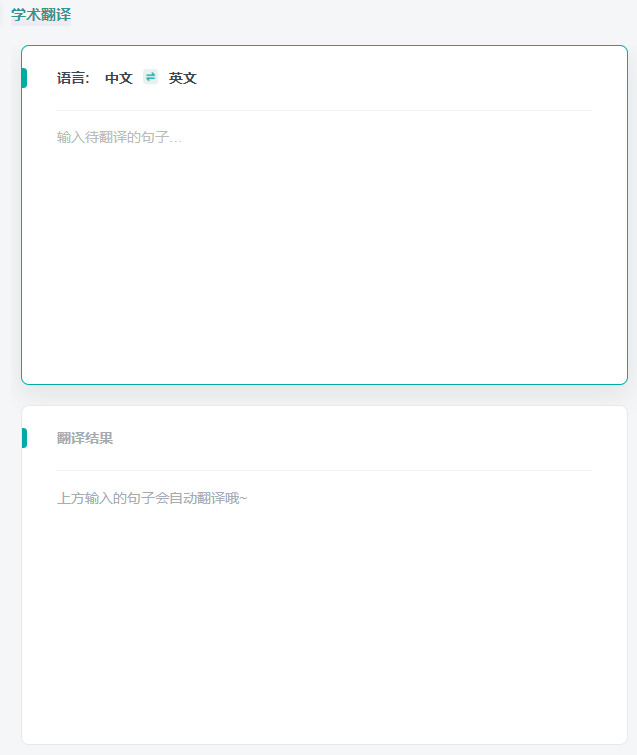 学术翻译
语言： 中文 ⇌ 英文
输入待翻译的句子...
翻译结果
上方输入的句子会自动翻译哦~